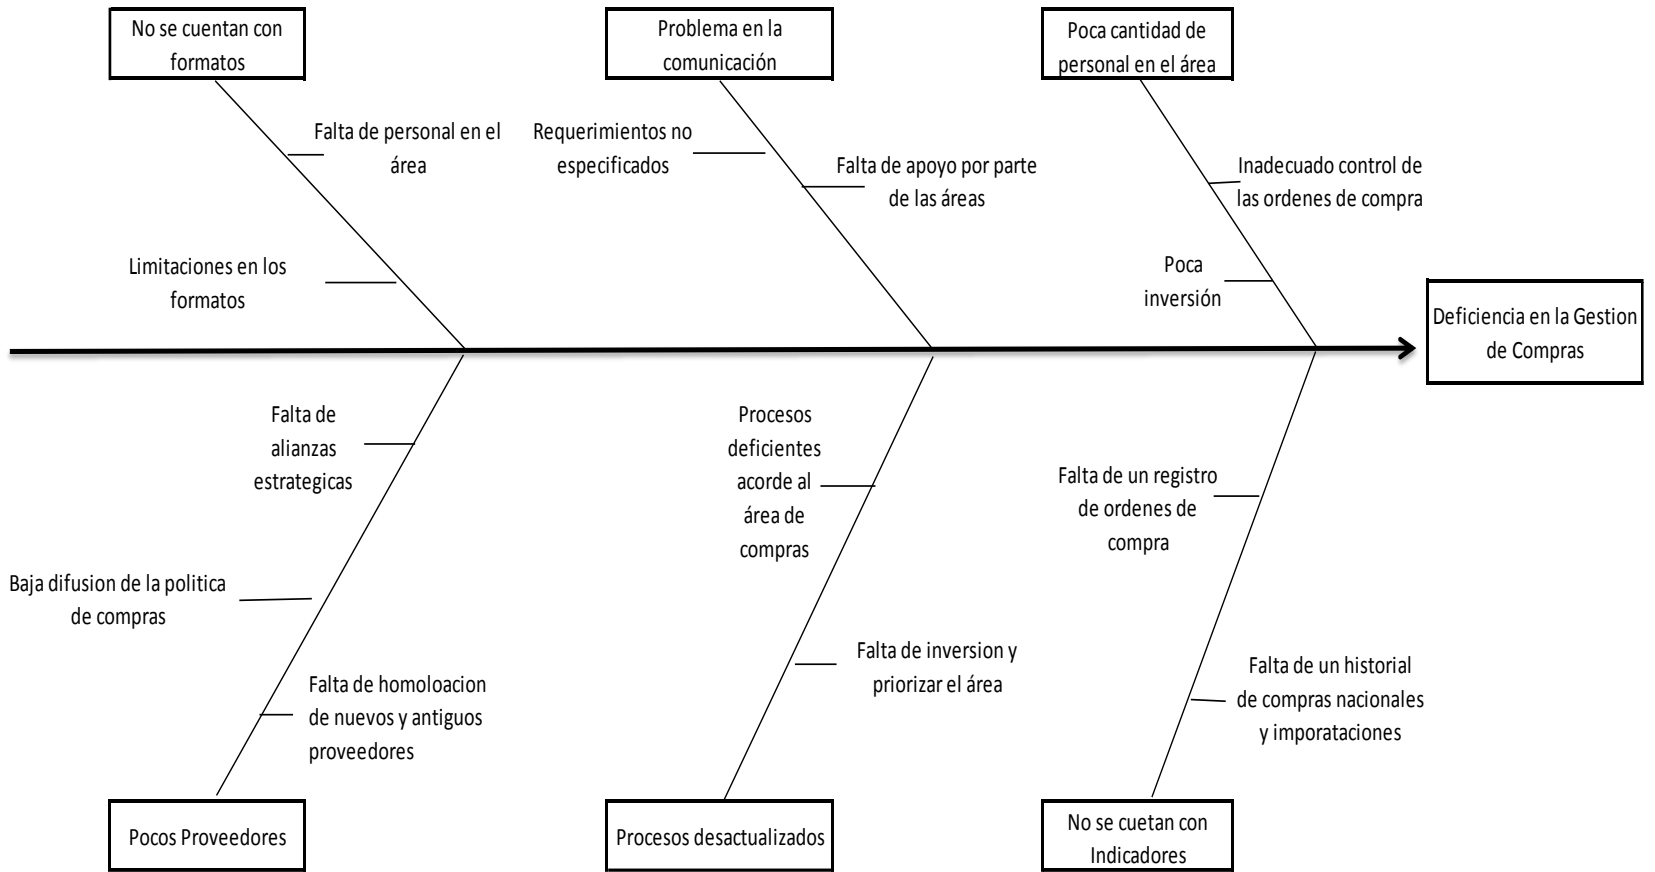 No se cuentan con
formatos
Problema en la
comunicación
Poca cantidad de
personal en el área
Falta de personal en el
área
Requerimientos no
especificados
Falta de apoyo por parte
de las áreas
Inadecuado control de
las ordenes de compra
Limitaciones en los
formatos
Poca
inversión
Deficiencia en la Gestion
de Compras
Falta de
alianzas
estrategicas
Procesos
deficientes
acorde al
área de
compras
Falta de un registro
de ordenes de
compra
Baja difusion de la politica
de compras
Falta de inversion y
priorizar el área
Falta de homoloacion
de nuevos y antiguos
proveedores
Falta de un historial
de compras nacionales
y imporataciones
Pocos Proveedores
Procesos desactualizados
No se cuetan con
Indicadores